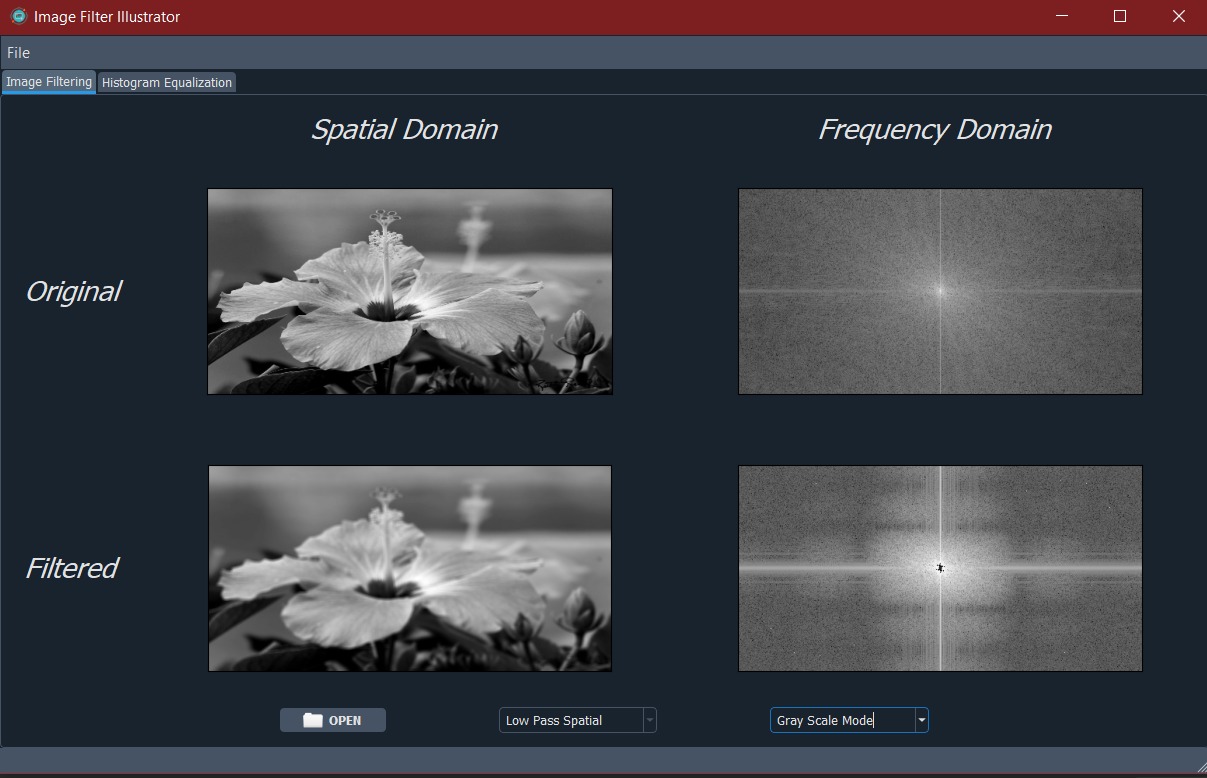 Image Filter Illustrator
File
Image Filtering
Histogram Equalization
Spatial Domain
Frequency Domain
Original
Filtered
OPEN
Low Pass Spatial
Gray Scale Mode